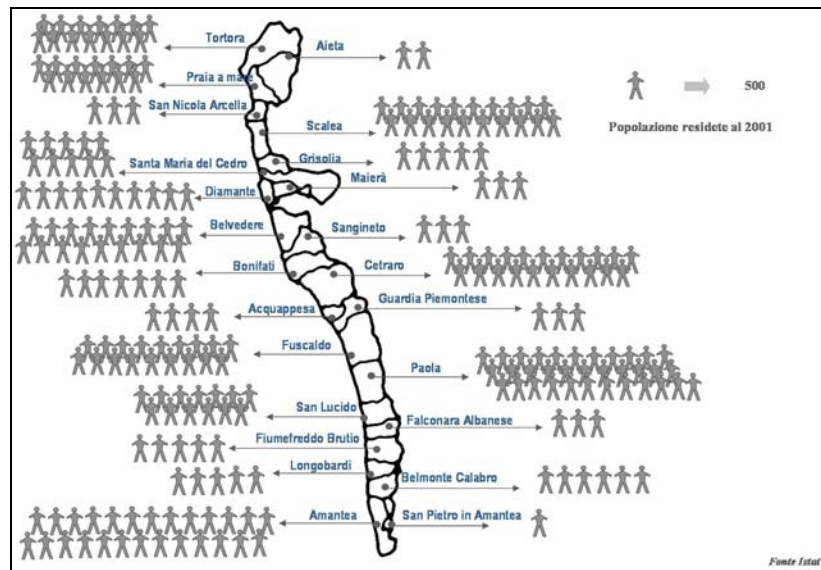 Tortora
Aieta
Praia a mare
500
San Nicola Arcella
Scalea
Popolazione residete al 2001
Grisolia
Santa Maria del Cedro
Maierà
Diamante
Belvedere
Sangineto
Bonifati
Cetraro
Guardia Piemontese
Acquappesa
Fuscaldo
Paola
San Lucido
Falconara Albanese
Fiumefreddo Brutio
Longobardi
Belmonte Calabro
Amantea
San Pietro in Amantea
Fonte Istat